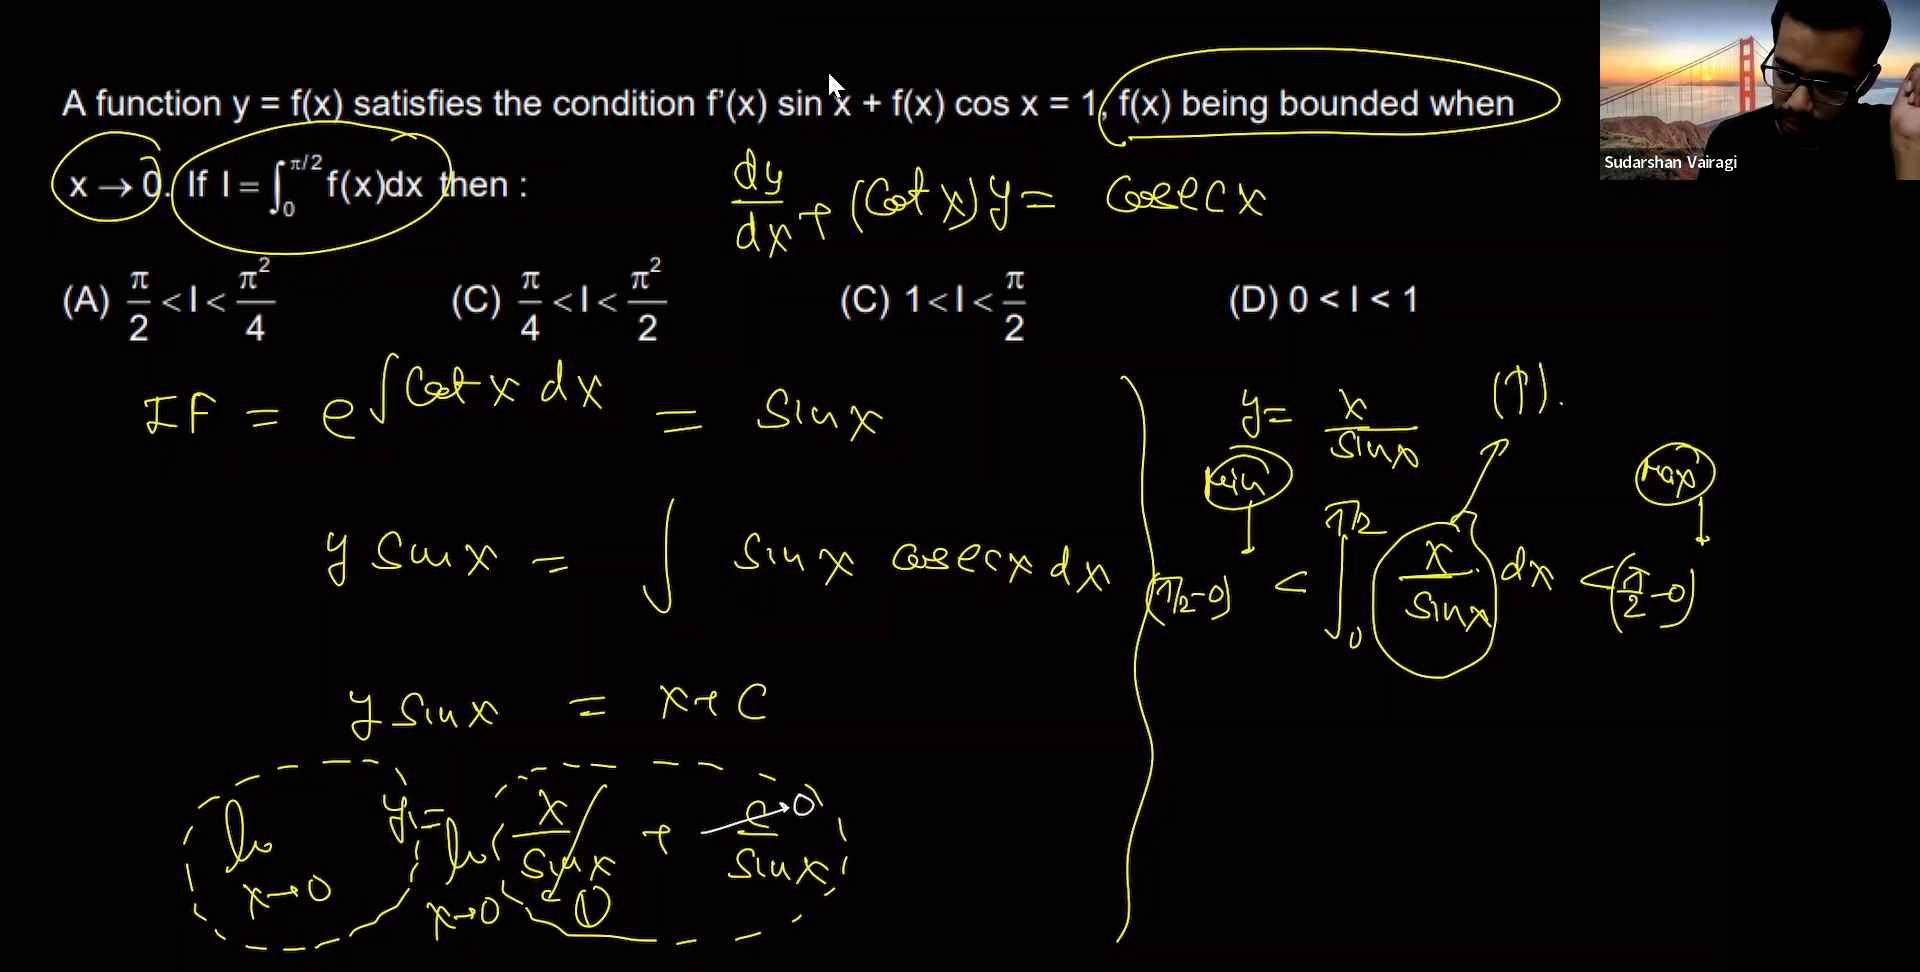 A function y = f(x) satisfies the condition f'(x) sin x + f(x) cos x = 1, f(x) being bounded when
x → 0. If I = ∫₀^{π/2} f(x)dx then :
Sudarshan Vairagi
dy/dx + (Cot x) y = Cosec x
(A) π/2 < I < π²/4 (C) π/4 < I < π²/2 (C) 1 < I < π/2 (D) 0 < I < 1
IF = e^{∫ Cot x dx} = Sin x
y Sin x = ∫ Sin x Cosec x dx
y Sin x = x + C
lim x→0 y = lim x→0 (x/Sin x + C/Sin x) → 0
①
y = x/Sin x (↑).
Min Max
(π/2 - 0) < ∫₀^{π/2} x/Sin x dx < (π/2 - 0)